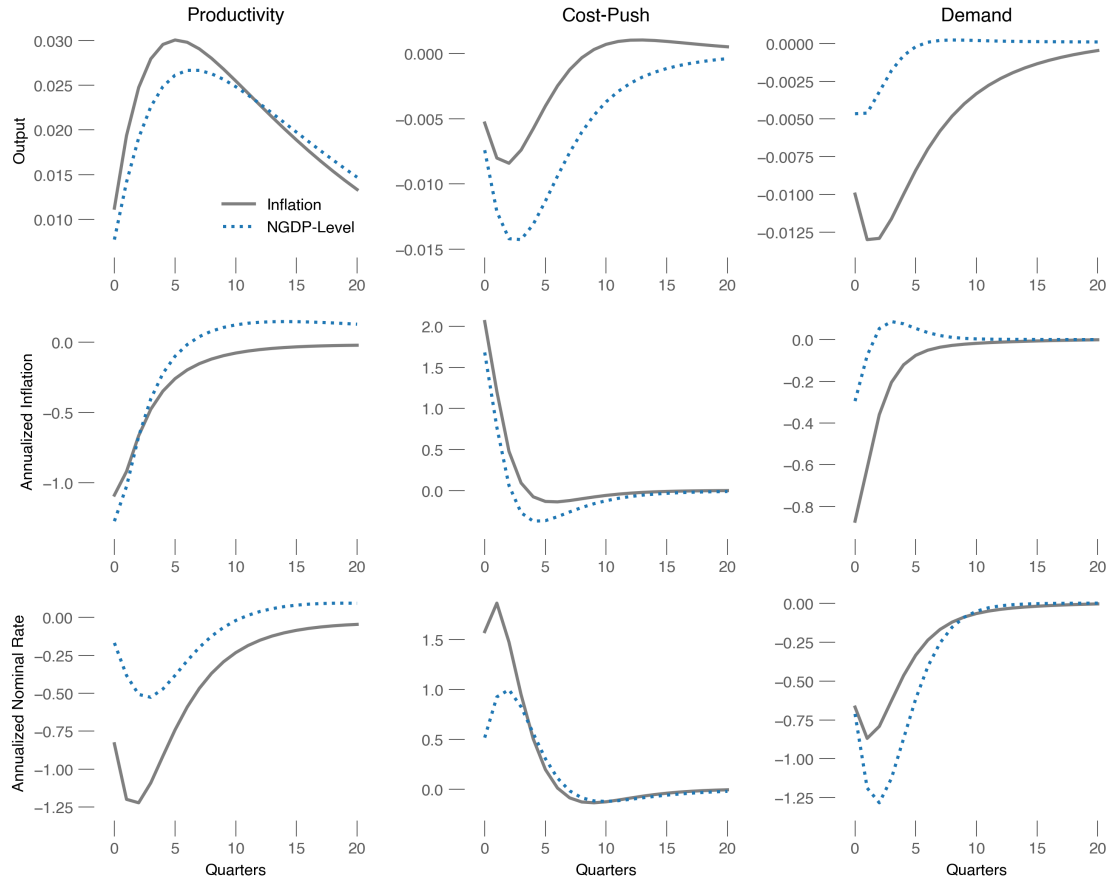 Productivity Cost-Push Demand
Output
0.030
0.025
0.020
0.015
0.010
Inflation
NGDP-Level
0 5 10 15 20
0.000
−0.005
−0.010
−0.015
0 5 10 15 20
0.0000
−0.0025
−0.0050
−0.0075
−0.0100
−0.0125
0 5 10 15 20
Annualized Inflation
0.0
−0.5
−1.0
0 5 10 15 20
2.0
1.5
1.0
0.5
0.0
0 5 10 15 20
0.0
−0.2
−0.4
−0.6
−0.8
0 5 10 15 20
Annualized Nominal Rate
0.00
−0.25
−0.50
−0.75
−1.00
−1.25
0 5 10 15 20
Quarters
1.5
1.0
0.5
0.0
0 5 10 15 20
Quarters
0.00
−0.25
−0.50
−0.75
−1.00
−1.25
0 5 10 15 20
Quarters